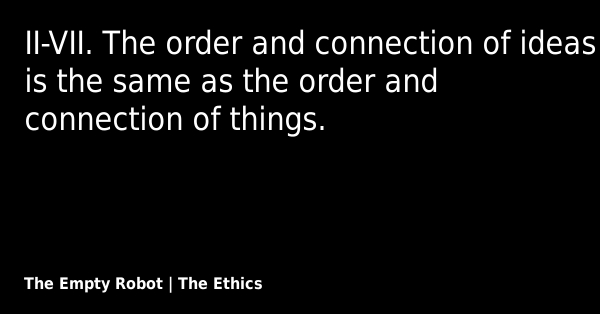 II-VII. The order and connection of ideas
is the same as the order and
connection of things.
The Empty Robot | The Ethics